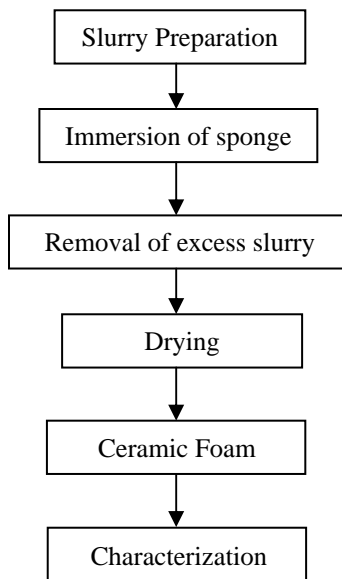 Slurry Preparation
Immersion of sponge
Removal of excess slurry
Drying
Ceramic Foam
Characterization